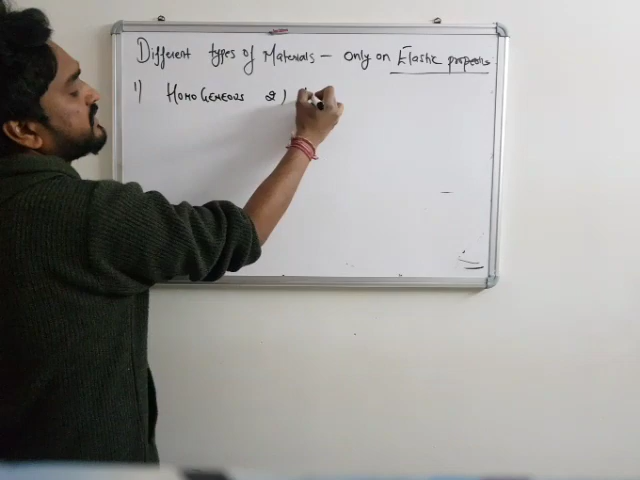 Different types of Materials - only on Elastic properties
1) HOMOGENEOUS 2)